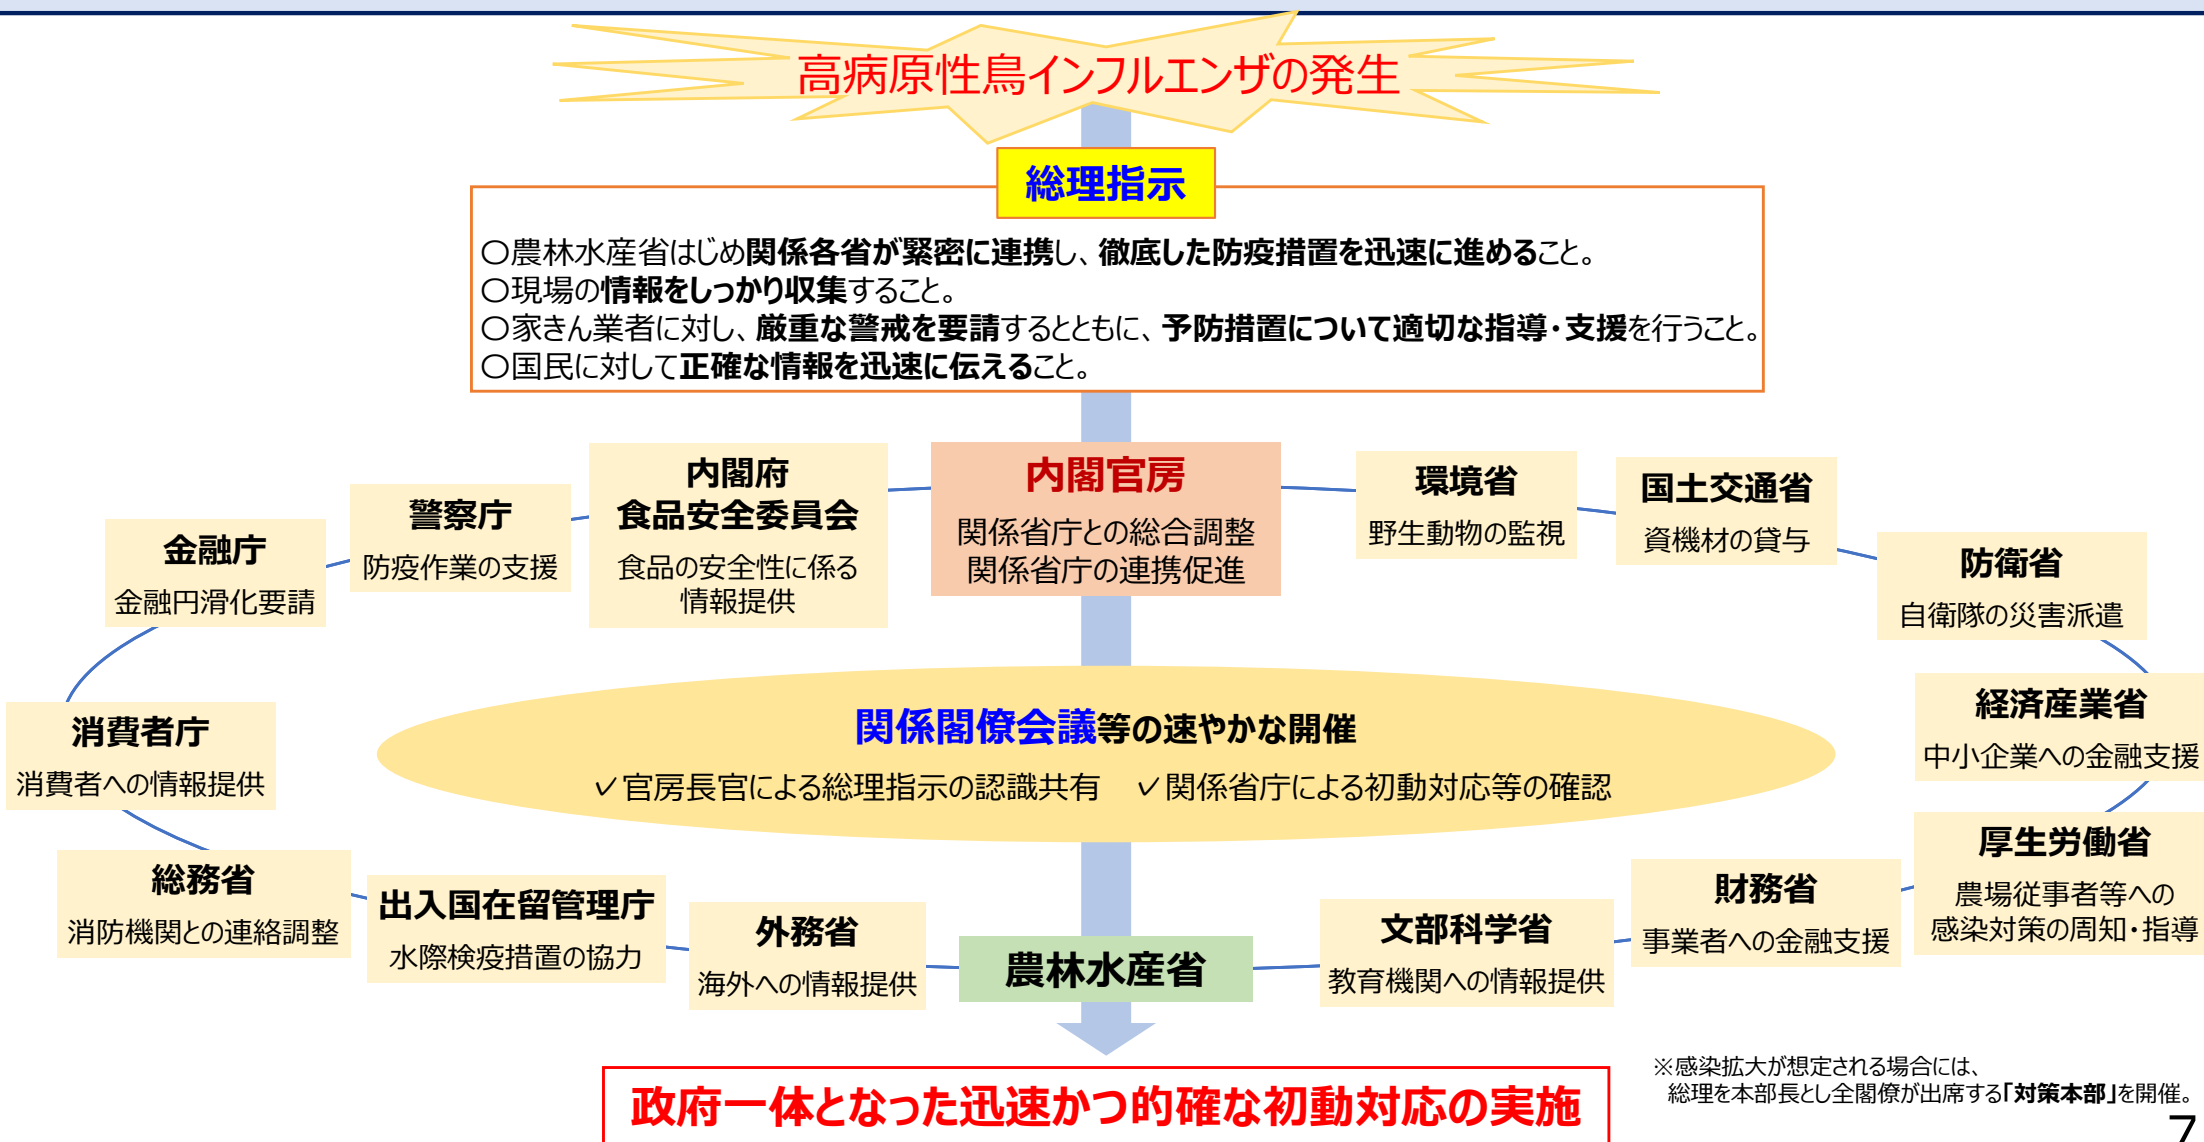 高病原性鳥インフルエンザの発生
総理指示
○農林水産省はじめ関係各省が緊密に連携し、徹底した防疫措置を迅速に進めること。
○現場の情報をしっかり収集すること。
○家きん業者に対し、厳重な警戒を要請するとともに、予防措置について適切な指導・支援を行うこと。
○国民に対して正確な情報を迅速に伝えること。
内閣官房
関係省庁との総合調整
関係省庁の連携促進
内閣府
食品安全委員会
食品の安全性に係る
情報提供
警察庁
防疫作業の支援
金融庁
金融円滑化要請
環境省
野生動物の監視
国土交通省
資機材の貸与
防衛省
自衛隊の災害派遣
関係閣僚会議等の速やかな開催
✓官房長官による総理指示の認識共有 ✓関係省庁による初動対応等の確認
消費者庁
消費者への情報提供
経済産業省
中小企業への金融支援
総務省
消防機関との連絡調整
出入国在留管理庁
水際検疫措置の協力
外務省
海外への情報提供
農林水産省
文部科学省
教育機関への情報提供
財務省
事業者への金融支援
厚生労働省
農場従事者等への
感染対策の周知・指導
政府一体となった迅速かつ的確な初動対応の実施
※感染拡大が想定される場合には、
総理を本部長とし全閣僚が出席する「対策本部」を開催。
7